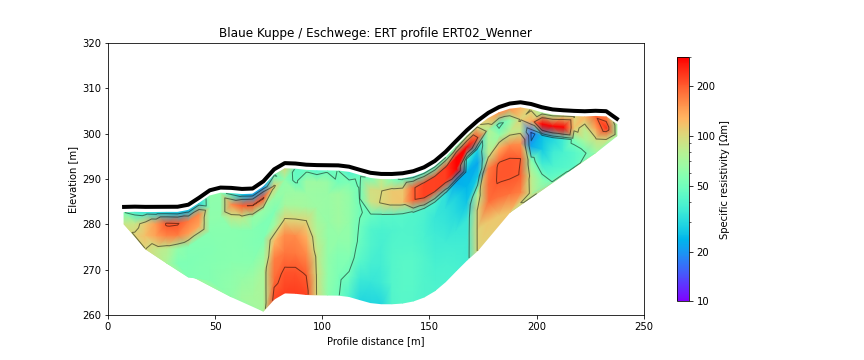 Blaue Kuppe / Eschwege: ERT profile ERT02_Wenner
320
310
300
290
280
270
260
Elevation [m]
0 50 100 150 200 250
Profile distance [m]
200
100
50
20
10
Specific resistivity [Ωm]